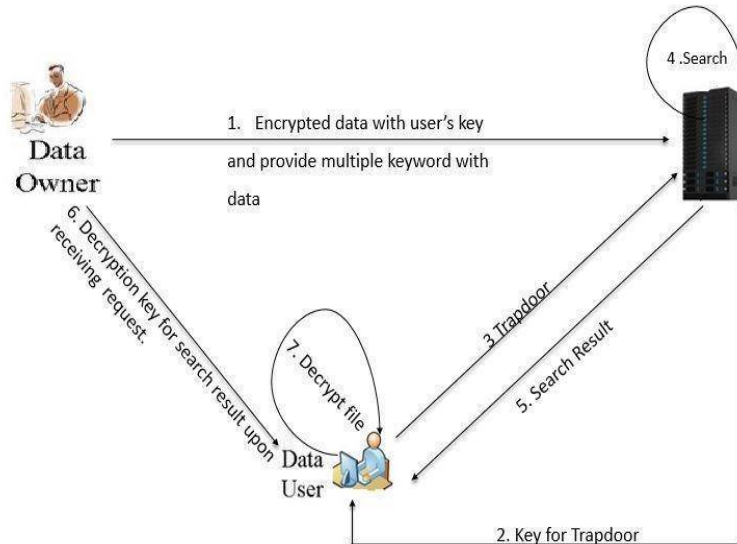 4 .Search
1. Encrypted data with user's key
and provide multiple keyword with
data
Data
Owner
6. Decryption key for search result upon
receiving request.
3 Trapdoor
5. Search Result
7. Decrypt file
Data
User
2. Key for Trapdoor